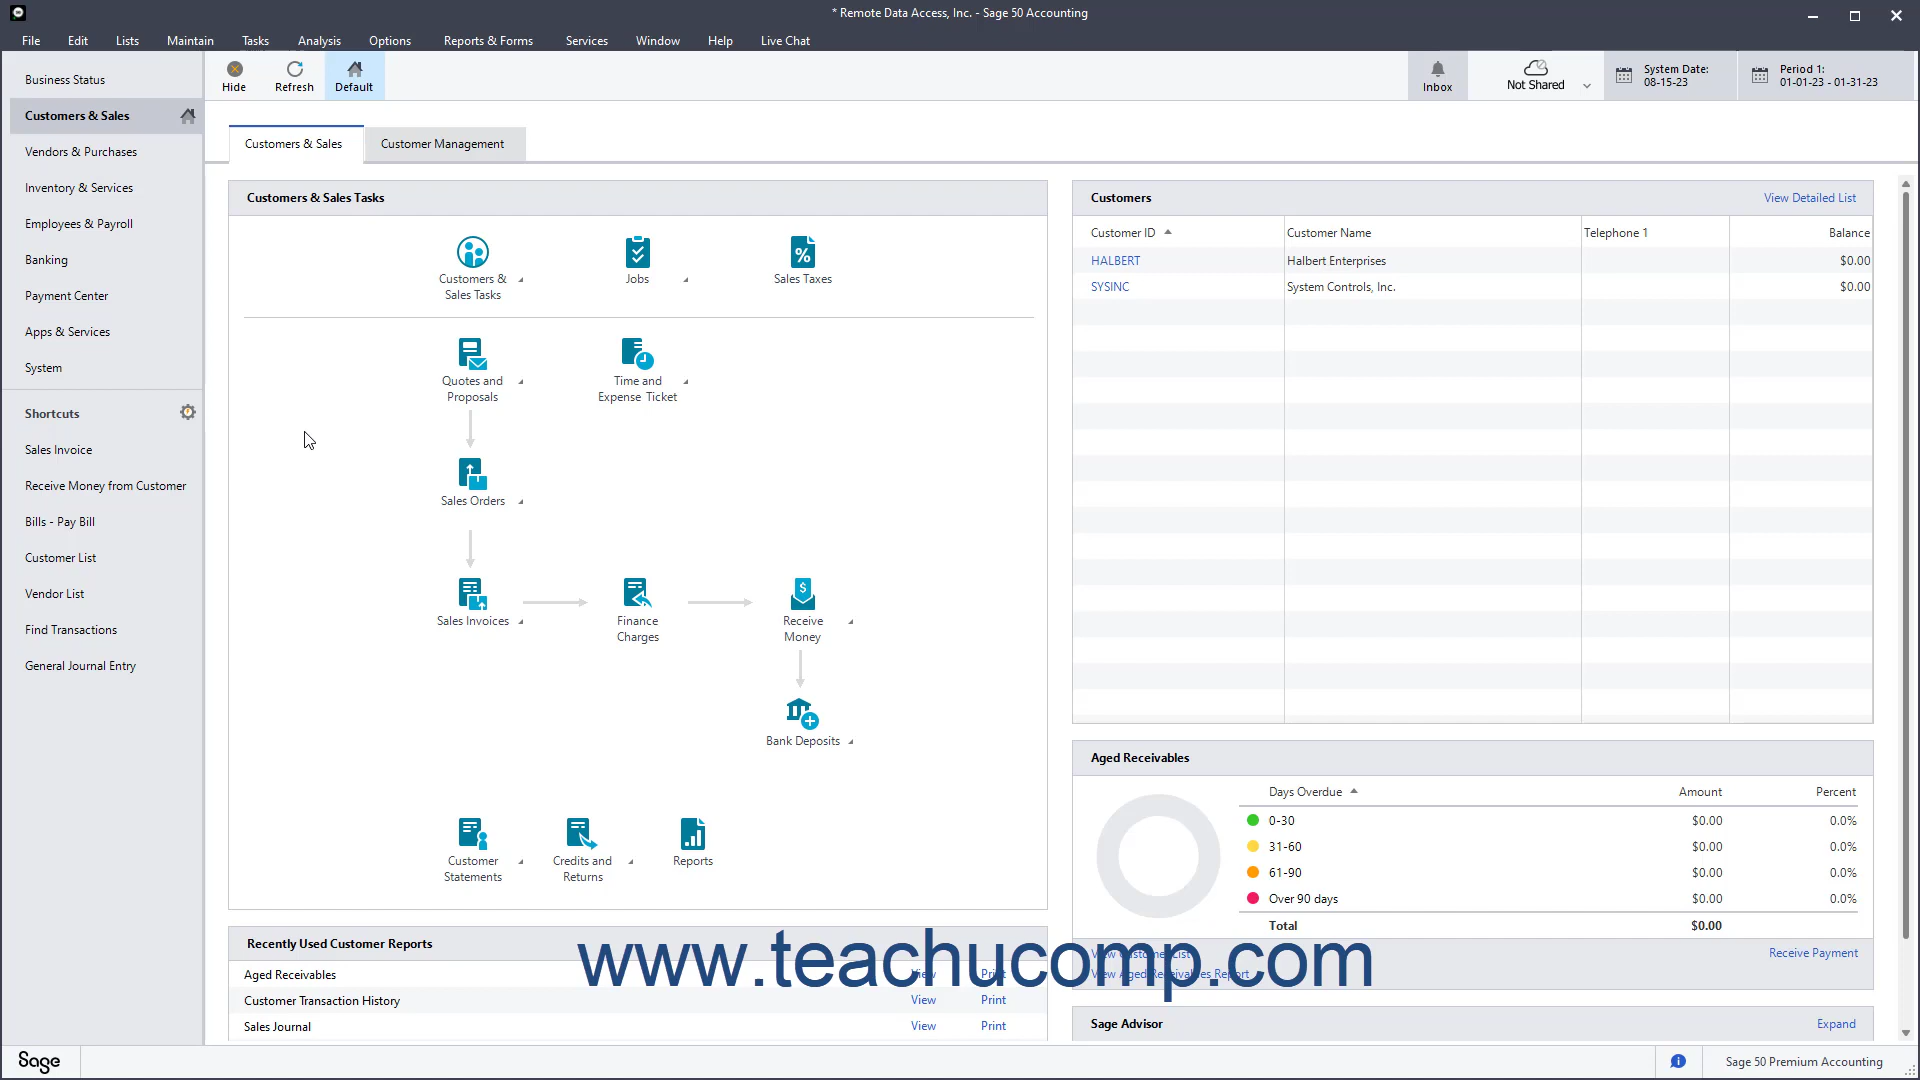 * Remote Data Access, Inc. - Sage 50 Accounting
File Edit Lists Maintain Tasks Analysis Options Reports & Forms Services Window Help Live Chat
Business Status
Customers & Sales
Vendors & Purchases
Inventory & Services
Employees & Payroll
Banking
Payment Center
Apps & Services
System
Shortcuts
Sales Invoice
Receive Money from Customer
Bills - Pay Bill
Customer List
Vendor List
Find Transactions
General Journal Entry
Hide Refresh Default
Inbox
Not Shared
System Date:
08-15-23
Period 1:
01-01-23 - 01-31-23
Customers & Sales Customer Management
Customers & Sales Tasks
Customers &
Sales Tasks
Jobs
Sales Taxes
Quotes and
Proposals
Time and
Expense Ticket
Sales Orders
Sales Invoices
Finance
Charges
Receive
Money
Bank Deposits
Customer
Statements
Credits and
Returns
Reports
Recently Used Customer Reports
Aged Receivables View Print
Customer Transaction History View Print
Sales Journal View Print
Customers View Detailed List
Customer ID Customer Name Telephone 1 Balance
HALBERT Halbert Enterprises $0.00
SYSINC System Controls, Inc. $0.00
Aged Receivables
Days Overdue Amount Percent
0-30 $0.00 0.0%
31-60 $0.00 0.0%
61-90 $0.00 0.0%
Over 90 days $0.00 0.0%
Total $0.00
View Customer List Receive Payment
View Aged Receivables Report
Sage Advisor Expand
www.teachucomp.com
Sage
Sage 50 Premium Accounting